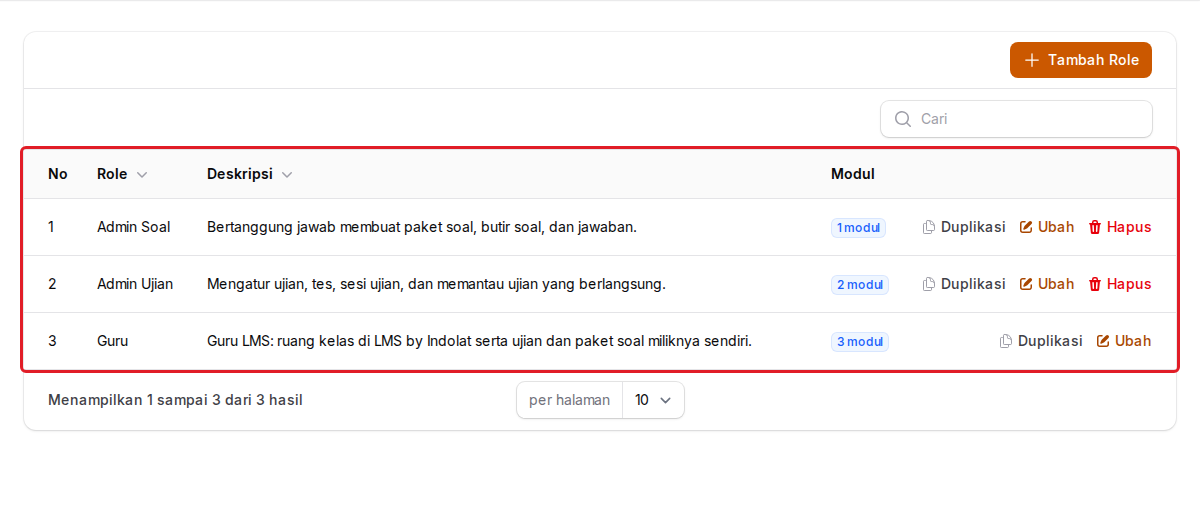 Tambah Role
Cari
No Role Deskripsi Modul
1 Admin Soal Bertanggung jawab membuat paket soal, butir soal, dan jawaban. 1 modul Duplikasi Ubah Hapus
2 Admin Ujian Mengatur ujian, tes, sesi ujian, dan memantau ujian yang berlangsung. 2 modul Duplikasi Ubah Hapus
3 Guru Guru LMS: ruang kelas di LMS by Indolat serta ujian dan paket soal miliknya sendiri. 3 modul Duplikasi Ubah
Menampilkan 1 sampai 3 dari 3 hasil per halaman 10